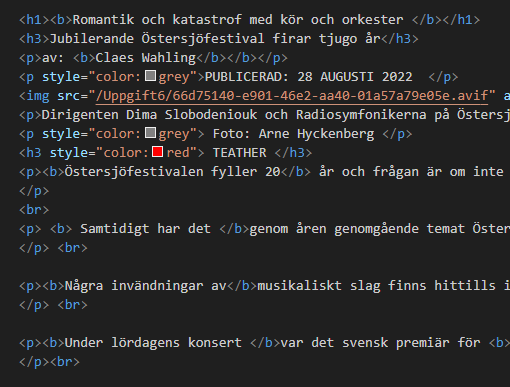 <h1><b>Romantik och katastrof med kör och orkester </b></h1>
<h3>Jubilerande Östersjöfestival firar tjugo år</h3>
<p>av: <b>Claes Wahling</b></b></p>
<p style="color:grey">PUBLICERAD: 28 AUGUSTI 2022  </p>
<img src="/Uppgift6/66d75140-e901-46e2-aa40-01a57a79e05e.avif" a
<p>Dirigenten Dima Slobodeniouk och Radiosymfonikerna på Östersj
<p style="color:grey"> Foto: Arne Hyckenberg </p>
<h3 style="color:red"> TEATHER </h3>
<p><b>Östersjöfestivalen fyller 20</b> år och frågan är om inte
</p>
<br>
<p> <b> Samtidigt har det </b>genom åren genomgående temat Öster
</p> <br>
<p><b>Några invändningar av</b>musikaliskt slag finns hittills i
</p> <br>
<p><b>Under lördagens konsert </b>var det svensk premiär för <b>
</p><br>